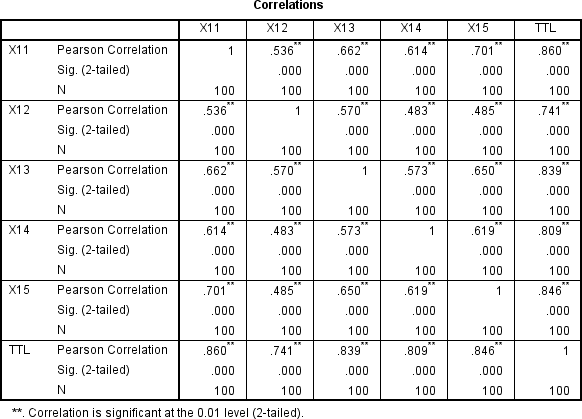 Correlations
X11 X12 X13 X14 X15 TTL
X11 Pearson Correlation 1 .536** .662** .614** .701** .860**
Sig. (2-tailed) .000 .000 .000 .000 .000
N 100 100 100 100 100 100
X12 Pearson Correlation .536** 1 .570** .483** .485** .741**
Sig. (2-tailed) .000 .000 .000 .000 .000
N 100 100 100 100 100 100
X13 Pearson Correlation .662** .570** 1 .573** .650** .839**
Sig. (2-tailed) .000 .000 .000 .000 .000
N 100 100 100 100 100 100
X14 Pearson Correlation .614** .483** .573** 1 .619** .809**
Sig. (2-tailed) .000 .000 .000 .000 .000
N 100 100 100 100 100 100
X15 Pearson Correlation .701** .485** .650** .619** 1 .846**
Sig. (2-tailed) .000 .000 .000 .000 .000
N 100 100 100 100 100 100
TTL Pearson Correlation .860** .741** .839** .809** .846** 1
Sig. (2-tailed) .000 .000 .000 .000 .000
N 100 100 100 100 100 100
**. Correlation is significant at the 0.01 level (2-tailed).